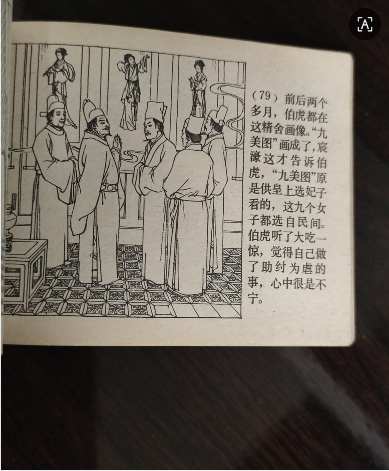 (79) 前后两个
多月，伯虎都在
这精舍画像。“九
美图”画成了，宸
濠这才告诉伯
虎，“九美图”原
是供皇上选妃子
看的，这九个女
子都选自民间。
伯虎听了大吃一
惊，觉得自己做
了助纣为虐的
事，心中很是不
宁。